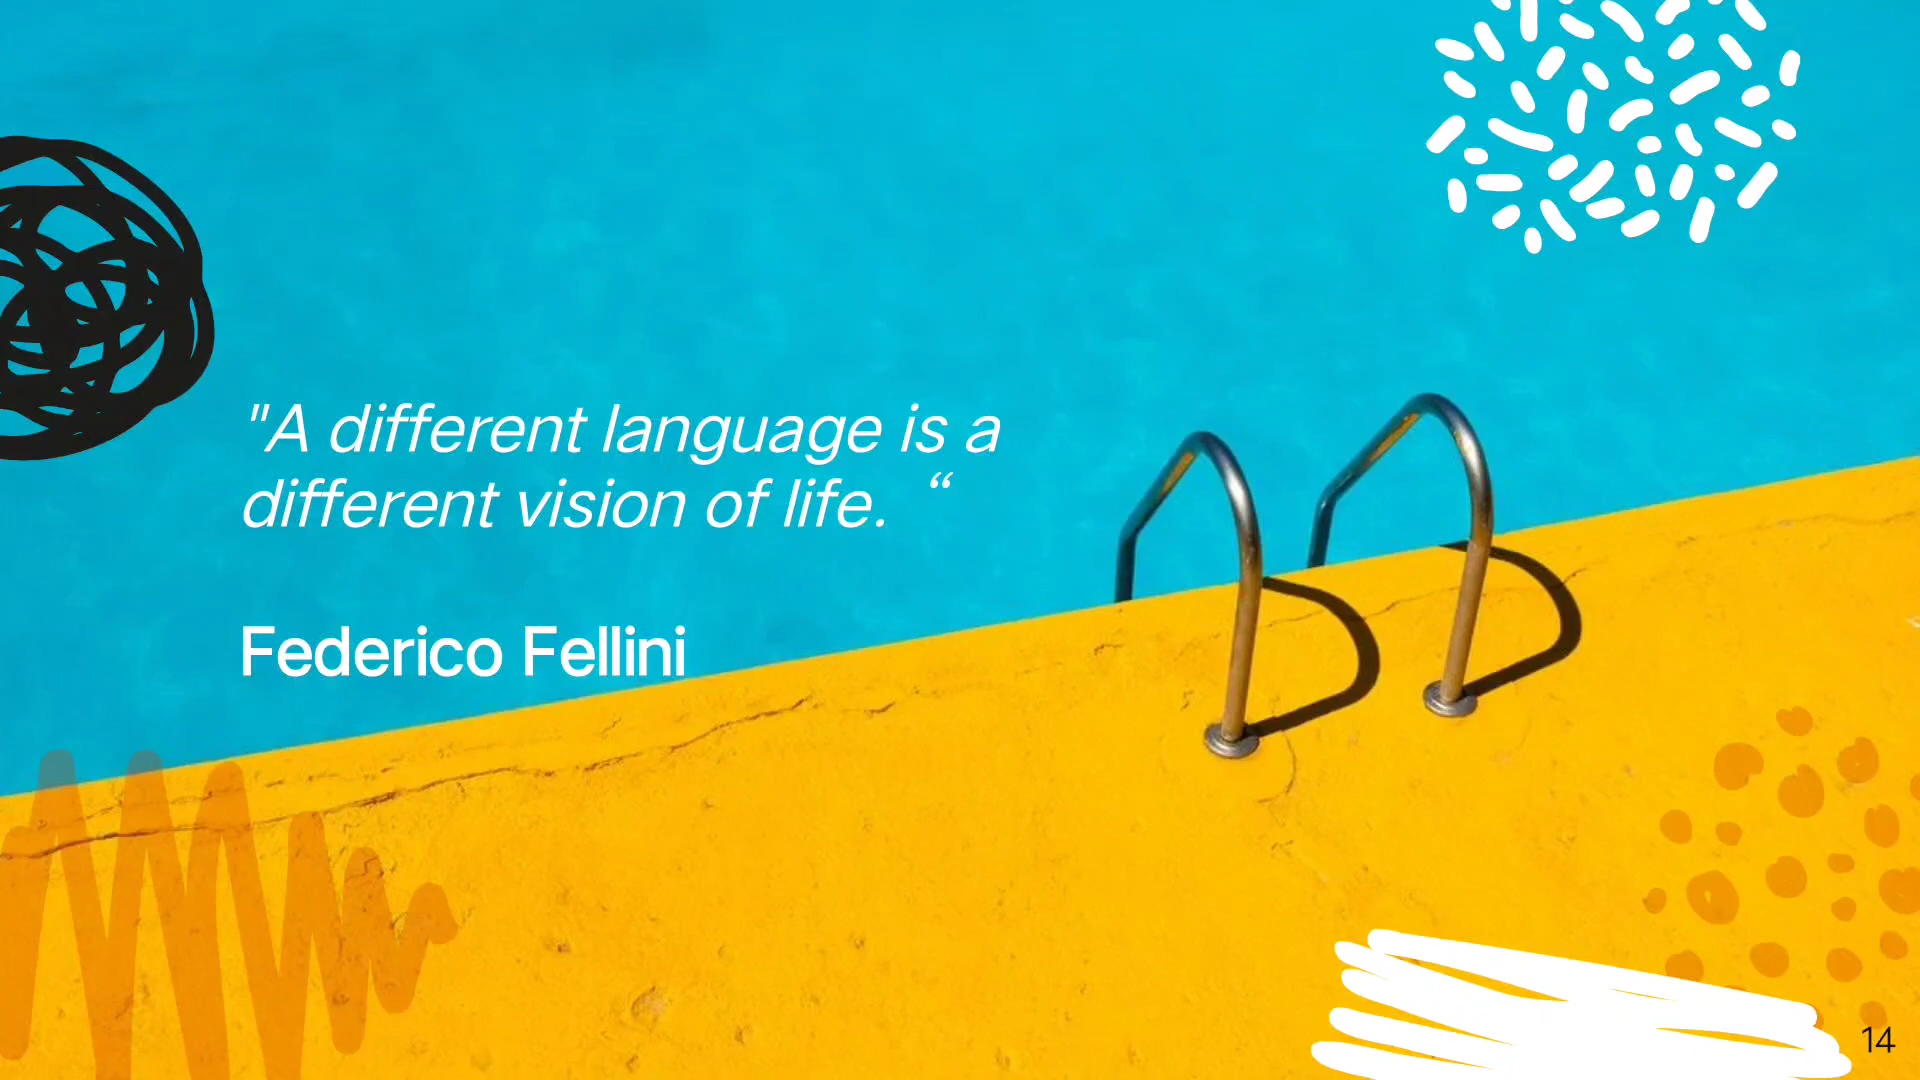 "A different language is a
different vision of life. “
Federico Fellini
14